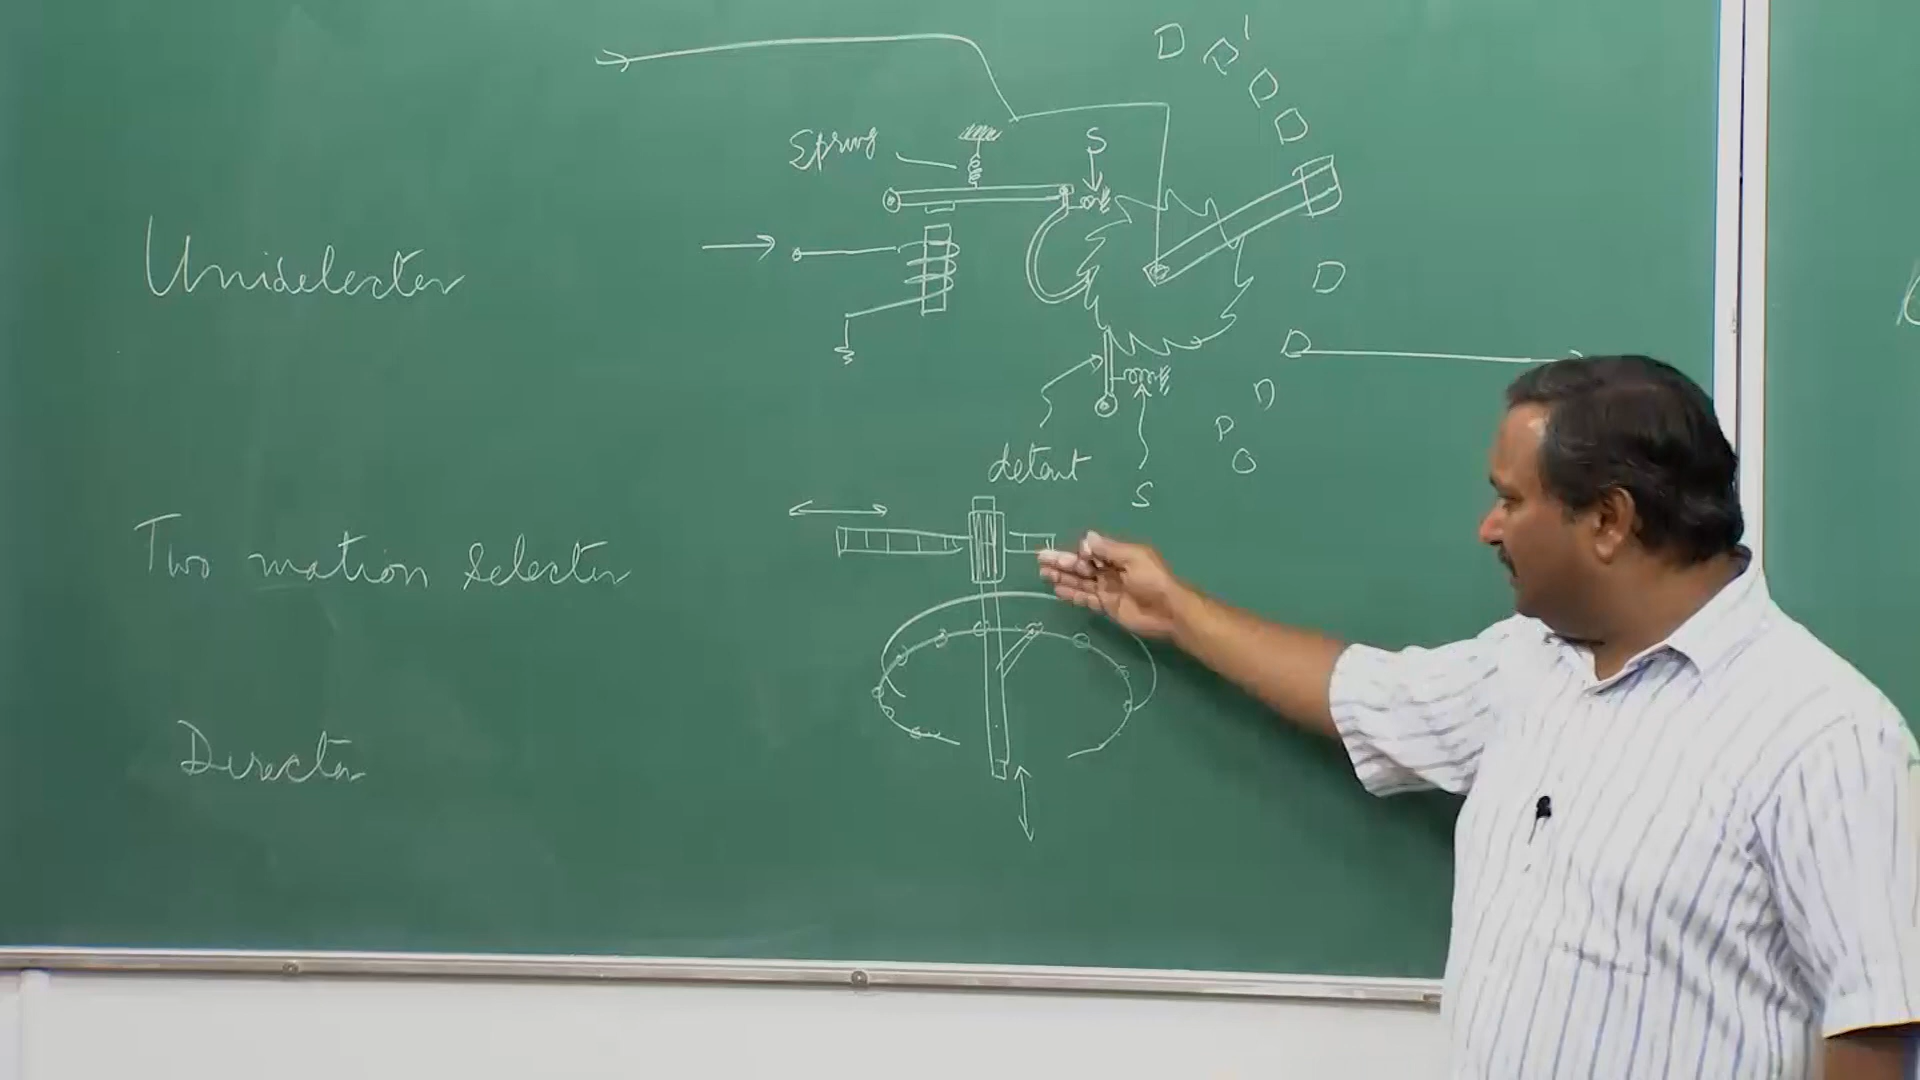 Spring
S
Uniselector
detent
S
Two motion selector
Director